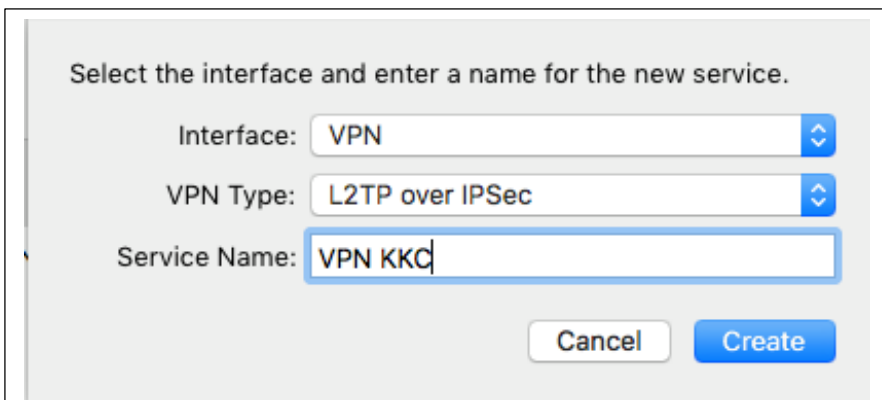 Select the interface and enter a name for the new service.
Interface: VPN
VPN Type: L2TP over IPSec
Service Name: VPN KKC
Cancel Create